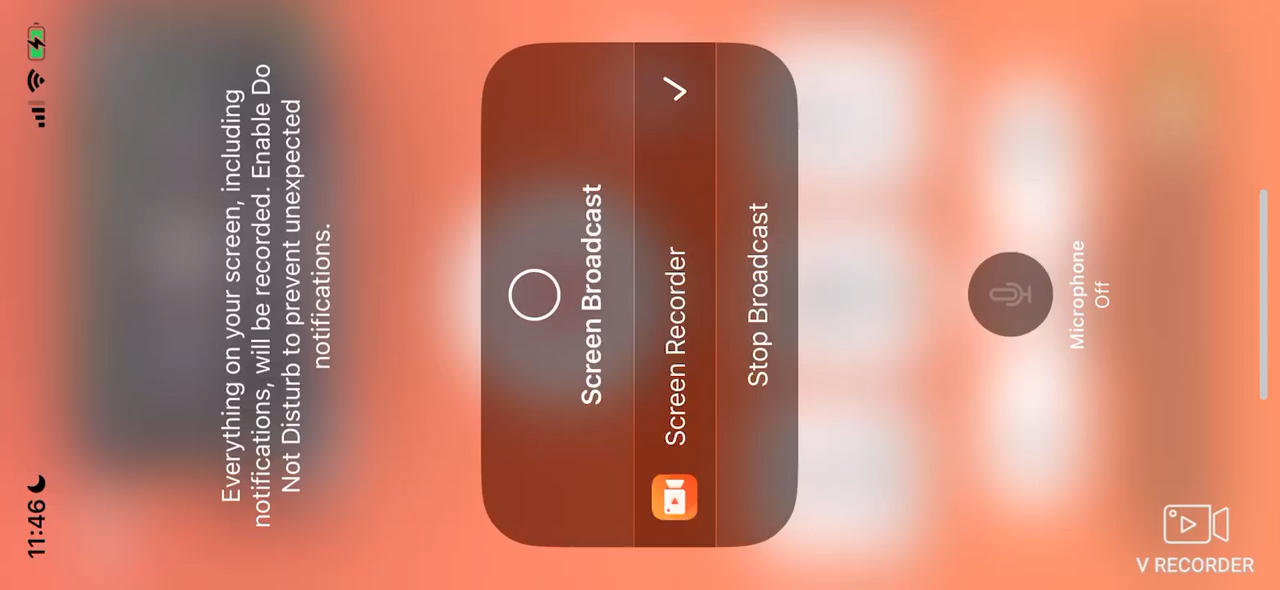 11:46
Everything on your screen, including
notifications, will be recorded. Enable Do
Not Disturb to prevent unexpected
notifications.
Screen Broadcast
Screen Recorder
Stop Broadcast
Microphone
Off
V RECORDER